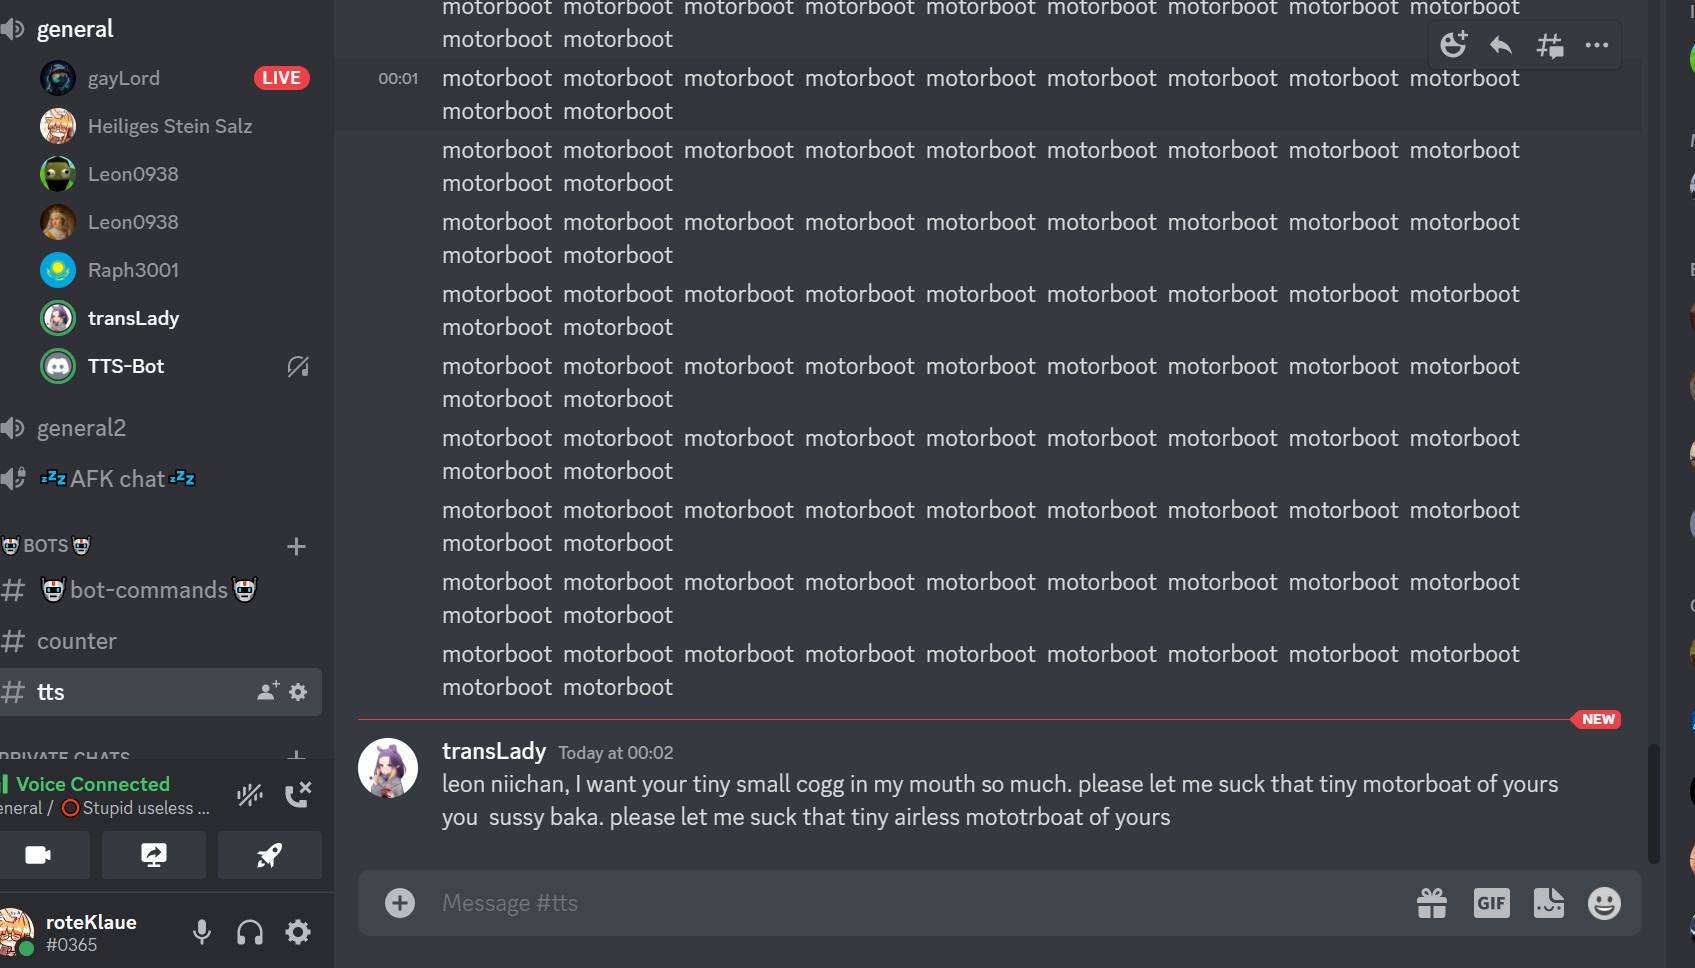 general
gayLord LIVE
Heiliges Stein Salz
Leon0938
Leon0938
Raph3001
transLady
TTS-Bot
general2
AFK chat
BOTS
bot-commands
counter
tts
PRIVATE CHATS
Voice Connected
eneral / Stupid useless ...
roteKlaue
#0365
motorboot motorboot motorboot motorboot motorboot motorboot motorboot motorboot motorboot
motorboot motorboot
00:01 motorboot motorboot motorboot motorboot motorboot motorboot motorboot motorboot motorboot
motorboot motorboot
motorboot motorboot motorboot motorboot motorboot motorboot motorboot motorboot motorboot
motorboot motorboot
motorboot motorboot motorboot motorboot motorboot motorboot motorboot motorboot motorboot
motorboot motorboot
motorboot motorboot motorboot motorboot motorboot motorboot motorboot motorboot motorboot
motorboot motorboot
motorboot motorboot motorboot motorboot motorboot motorboot motorboot motorboot motorboot
motorboot motorboot
motorboot motorboot motorboot motorboot motorboot motorboot motorboot motorboot motorboot
motorboot motorboot
motorboot motorboot motorboot motorboot motorboot motorboot motorboot motorboot motorboot
motorboot motorboot
motorboot motorboot motorboot motorboot motorboot motorboot motorboot motorboot motorboot
motorboot motorboot
motorboot motorboot motorboot motorboot motorboot motorboot motorboot motorboot motorboot
motorboot motorboot
NEW
transLady Today at 00:02
leon niichan, I want your tiny small cogg in my mouth so much. please let me suck that tiny motorboat of yours
you sussy baka. please let me suck that tiny airless mototrboat of yours
Message #tts
GIF